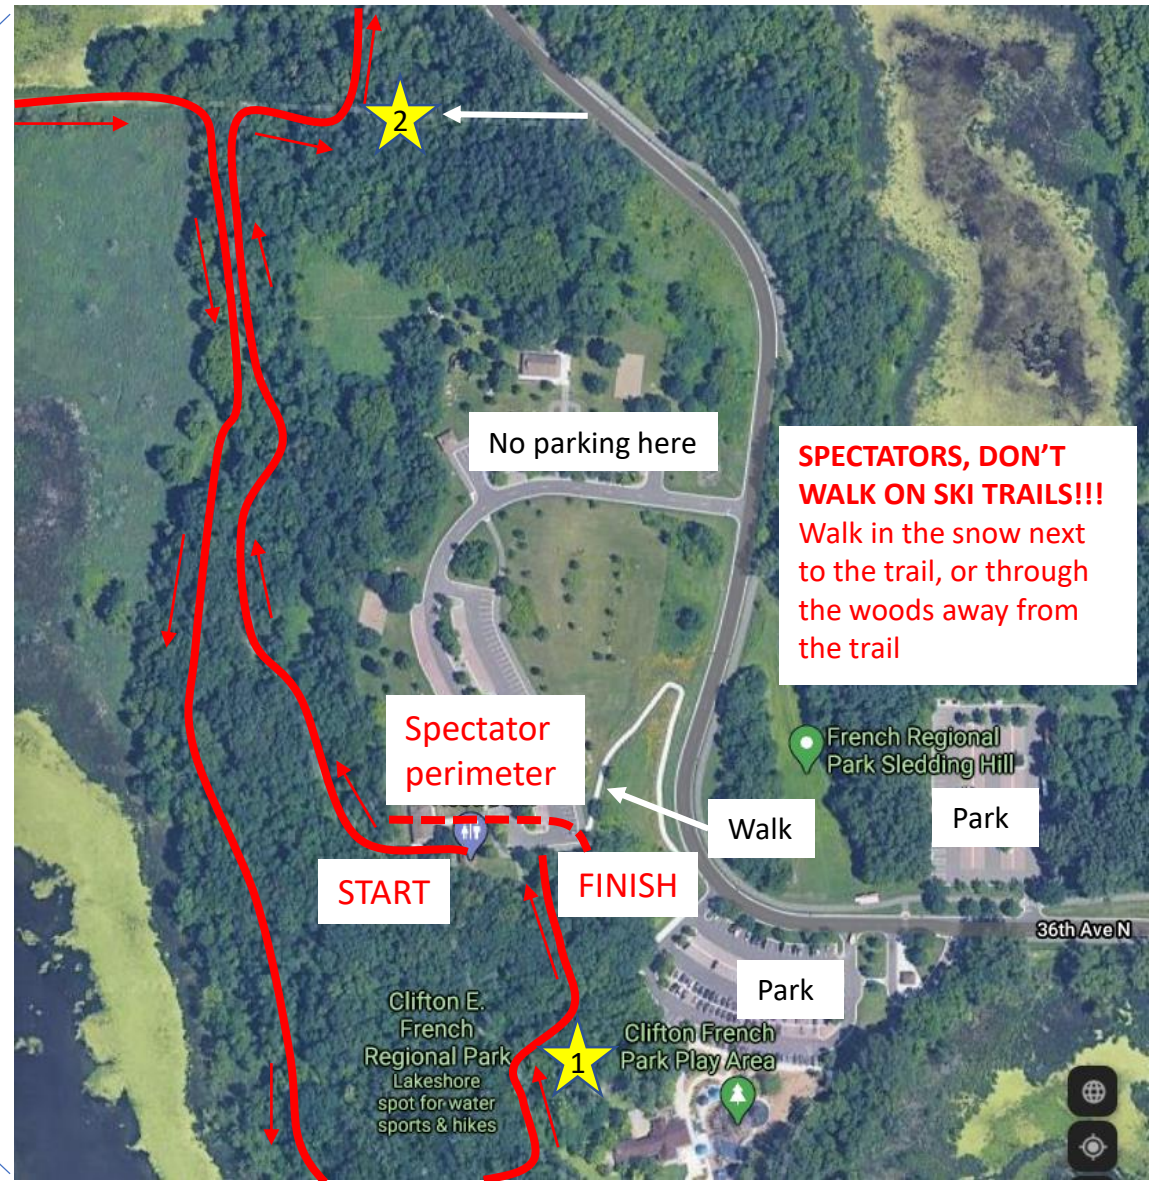 2
No parking here
SPECTATORS, DON'T
WALK ON SKI TRAILS!!!
Walk in the snow next
to the trail, or through
the woods away from
the trail
Spectator
perimeter
French Regional
Park Sledding Hill
Park
Walk
START
FINISH
36th Ave N
Park
Clifton E.
French
Regional Park
Lakeshore
spot for water
sports & hikes
1
Clifton French
Park Play Area